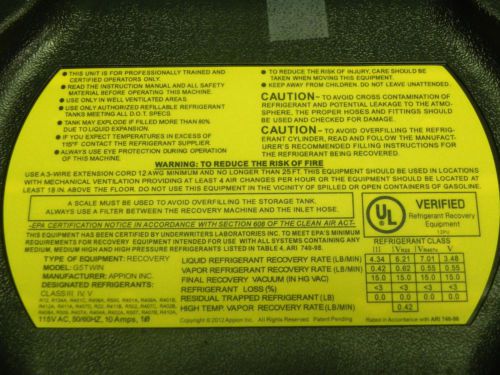 ● THIS UNIT IS FOR PROFESSIONALLY TRAINED AND
CERTIFIED OPERATORS ONLY.
● READ THE INSTRUCTION MANUAL AND ALL SAFETY
MATERIAL BEFORE OPERATING THIS MACHINE.
● USE ONLY IN WELL VENTILATED AREAS.
● USE ONLY AUTHORIZED REFILLABLE REFRIGERANT
TANKS MEETING ALL D.O.T. SPECS.
● TANK MAY EXPLODE IF FILLED MORE THAN 80%
DUE TO LIQUID EXPANSION.
● IF YOU EXPECT TEMPERATURES IN EXCESS OF
110°F CONTACT THE REFRIGERANT SUPPLIER
● ALWAYS USE EYE PROTECTION DURING OPERATION
OF THIS MACHINE.
● TO REDUCE THE RISK OF INJURY, CARE SHOULD BE
TAKEN WHEN MOVING THIS EQUIPMENT.
● KEEP AWAY FROM CHILDREN. DO NOT LEAVE UNATTENDED.
CAUTION - TO AVOID CROSS CONTAMINATION OF
REFRIGERANT AND POTENTIAL LEAKAGE TO THE ATMO-
SPHERE, THE PROPER HOSES AND FITTINGS SHOULD
BE USED AND CHECKED FOR DAMAGE.
CAUTION - TO AVOID OVERFILLING THE REFRIG-
ERANT CYLINDER, READ AND FOLLOW THE MANUFACT-
URER'S RECOMMENDED FILLING INSTRUCTIONS FOR
THE REFRIGERANT BEING RECOVERED.
WARNING: TO REDUCE THE RISK OF FIRE
USE A 3-WIRE EXTENSION CORD 12 AWG MINIMUM AND NO LONGER THAN 25 FT. THIS EQUIPMENT SHOULD BE USED IN LOCATIONS
WITH MECHANICAL VENTILATION PROVIDING AT LEAST 4 AIR CHANGES PER HOUR OR THE EQUIPMENT SHOULD BE LOCATED AT
LEAST 18 IN ABOVE THE FLOOR. DO NOT USE THIS EQUIPMENT IN THE VICINITY OF SPILLED OR OPEN CONTAINERS OF GASOLINE.
A SCALE MUST BE USED TO AVOID OVERFILLING THE STORAGE TANK.
ALWAYS USE A FILTER BETWEEN THE RECOVERY MACHINE AND THE INLET HOSE.
-EPA CERTIFICATION NOTICE IN ACCORDANCE WITH SECTION 608 OF THE CLEAN AIR ACT-
THIS EQUIPMENT HAS BEEN CERTIFIED BY UNDERWRITERS LABORATORIES INC. TO MEET EPA'S MINIMUM
REQUIREMENTS FOR RECOVERY EQUIPMENT INTENDED FOR USE WITH ALL SYSTEMS CONTAINING ANY
MEDIUM, MEDIUM HIGH AND HIGH PRESSURE REFRIGERANTS LISTED IN TABLE 4, ARI 740-98.
UL
VERIFIED
Refrigerant Recovery
Equipment
13PU
TYPE OF EQUIPMENT: RECOVERY
MODEL: G5TWIN
MANUFACTURER: APPION INC.
DESIGNATED REFRIGERANTS:
CLASS III, IV, V
115V AC, 50/60HZ, 10 Amps, 1Ø
REFRIGERANT CLASS
III IV R22 IV R407C V
LIQUID REFRIGERANT RECOVERY RATE (LB/MIN) 4.34 6.21 7.01 3.48
VAPOR REFRIGERANT RECOVERY RATE (LB/MIN) 0.42 0.62 0.55 0.55
FINAL RECOVERY VACUUM (IN HG VAC) 15.0 15.0 15.0 15.0
REFRIGERANT LOSS (%) <3 <3 <3 <3
RESIDUAL TRAPPED REFRIGERANT (LB) 0.0 0.0 0.0 0.0
HIGH TEMP. VAPOR RECOVERY RATE (LB/MIN) 0.42
Copyright © 2012 Appion Inc. All Rights Reserved. Patent Pending.
Rated in Accordance with ARI 740-98